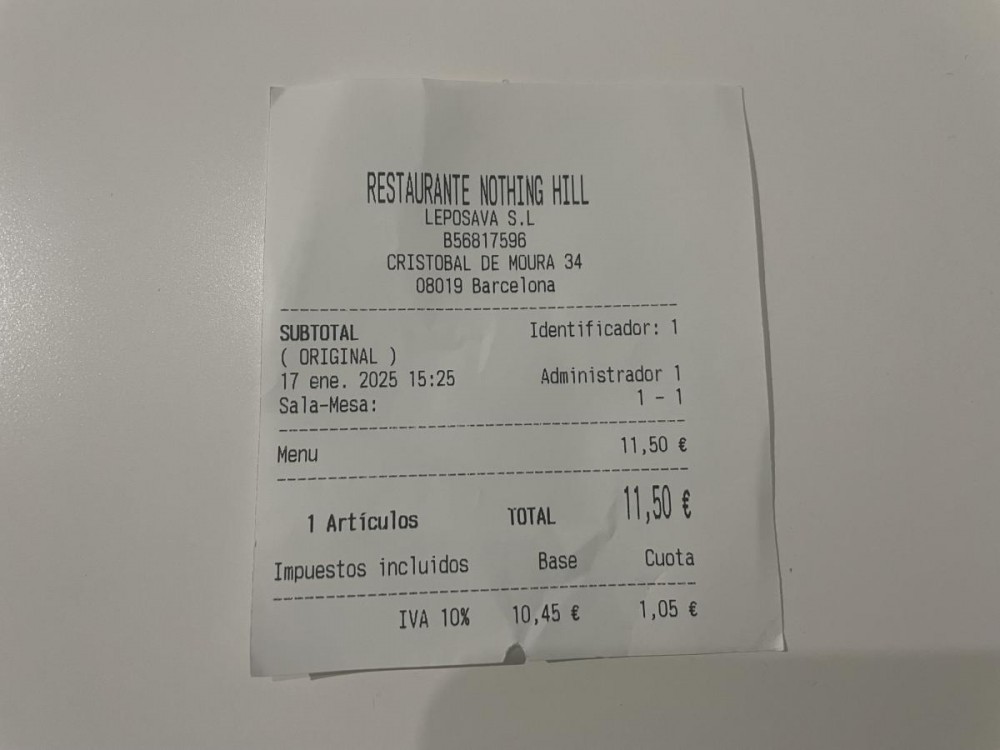 RESTAURANTE NOTHING HILL
LEPOSAVA S.L
B56817596
CRISTOBAL DE MOURA 34
08019 Barcelona
SUBTOTAL Identificador: 1
( ORIGINAL )
17 ene. 2025 15:25 Administrador 1
Sala-Mesa: 1 - 1
Menu 11,50 €
1 Artículos TOTAL 11,50 €
Impuestos incluidos Base Cuota
IVA 10% 10,45 € 1,05 €